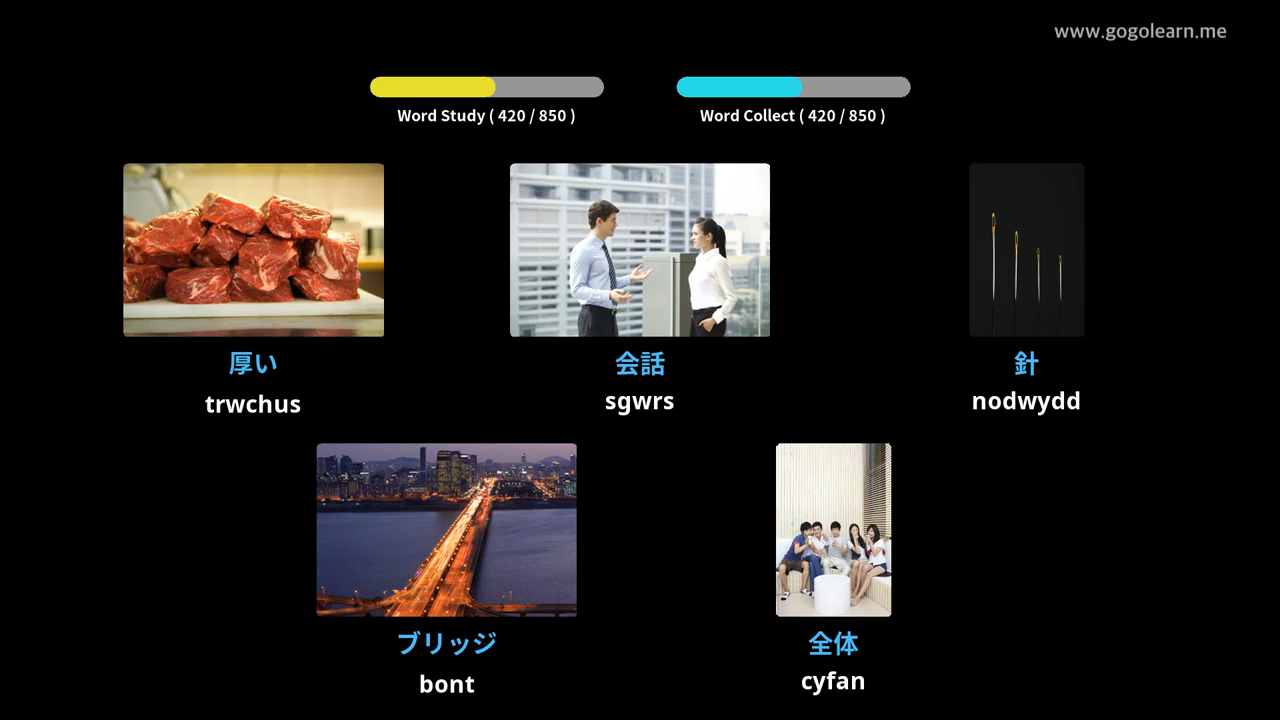 www.gogolearn.me
Word Study ( 420 / 850 )
Word Collect ( 420 / 850 )
厚い
trwchus
会話
sgwrs
針
nodwydd
ブリッジ
bont
全体
cyfan